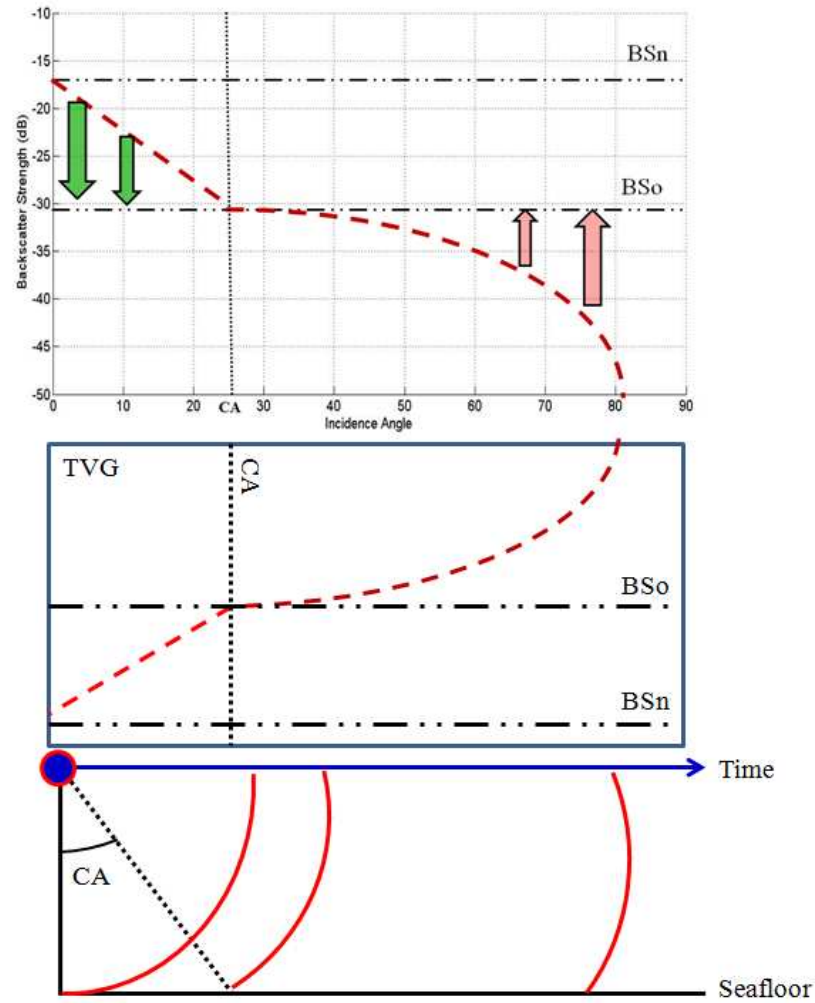 -10
-15
-20
-25
-30
-35
-40
-45
-50
Backscatter Strength (dB)
BSn
BSo
0 10 20 CA 30 40 50 60 70 80 90
Incidence Angle
TVG
CA
BSo
BSn
Time
CA
Seafloor